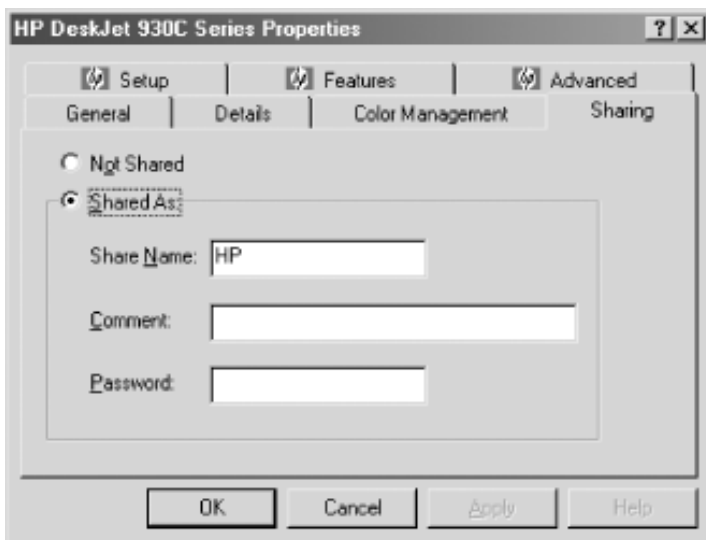 HP DeskJet 930C Series Properties
Setup Features Advanced
General Details Color Management Sharing
Not Shared
Shared As:
Share Name: HP
Comment:
Password:
OK Cancel Apply Help